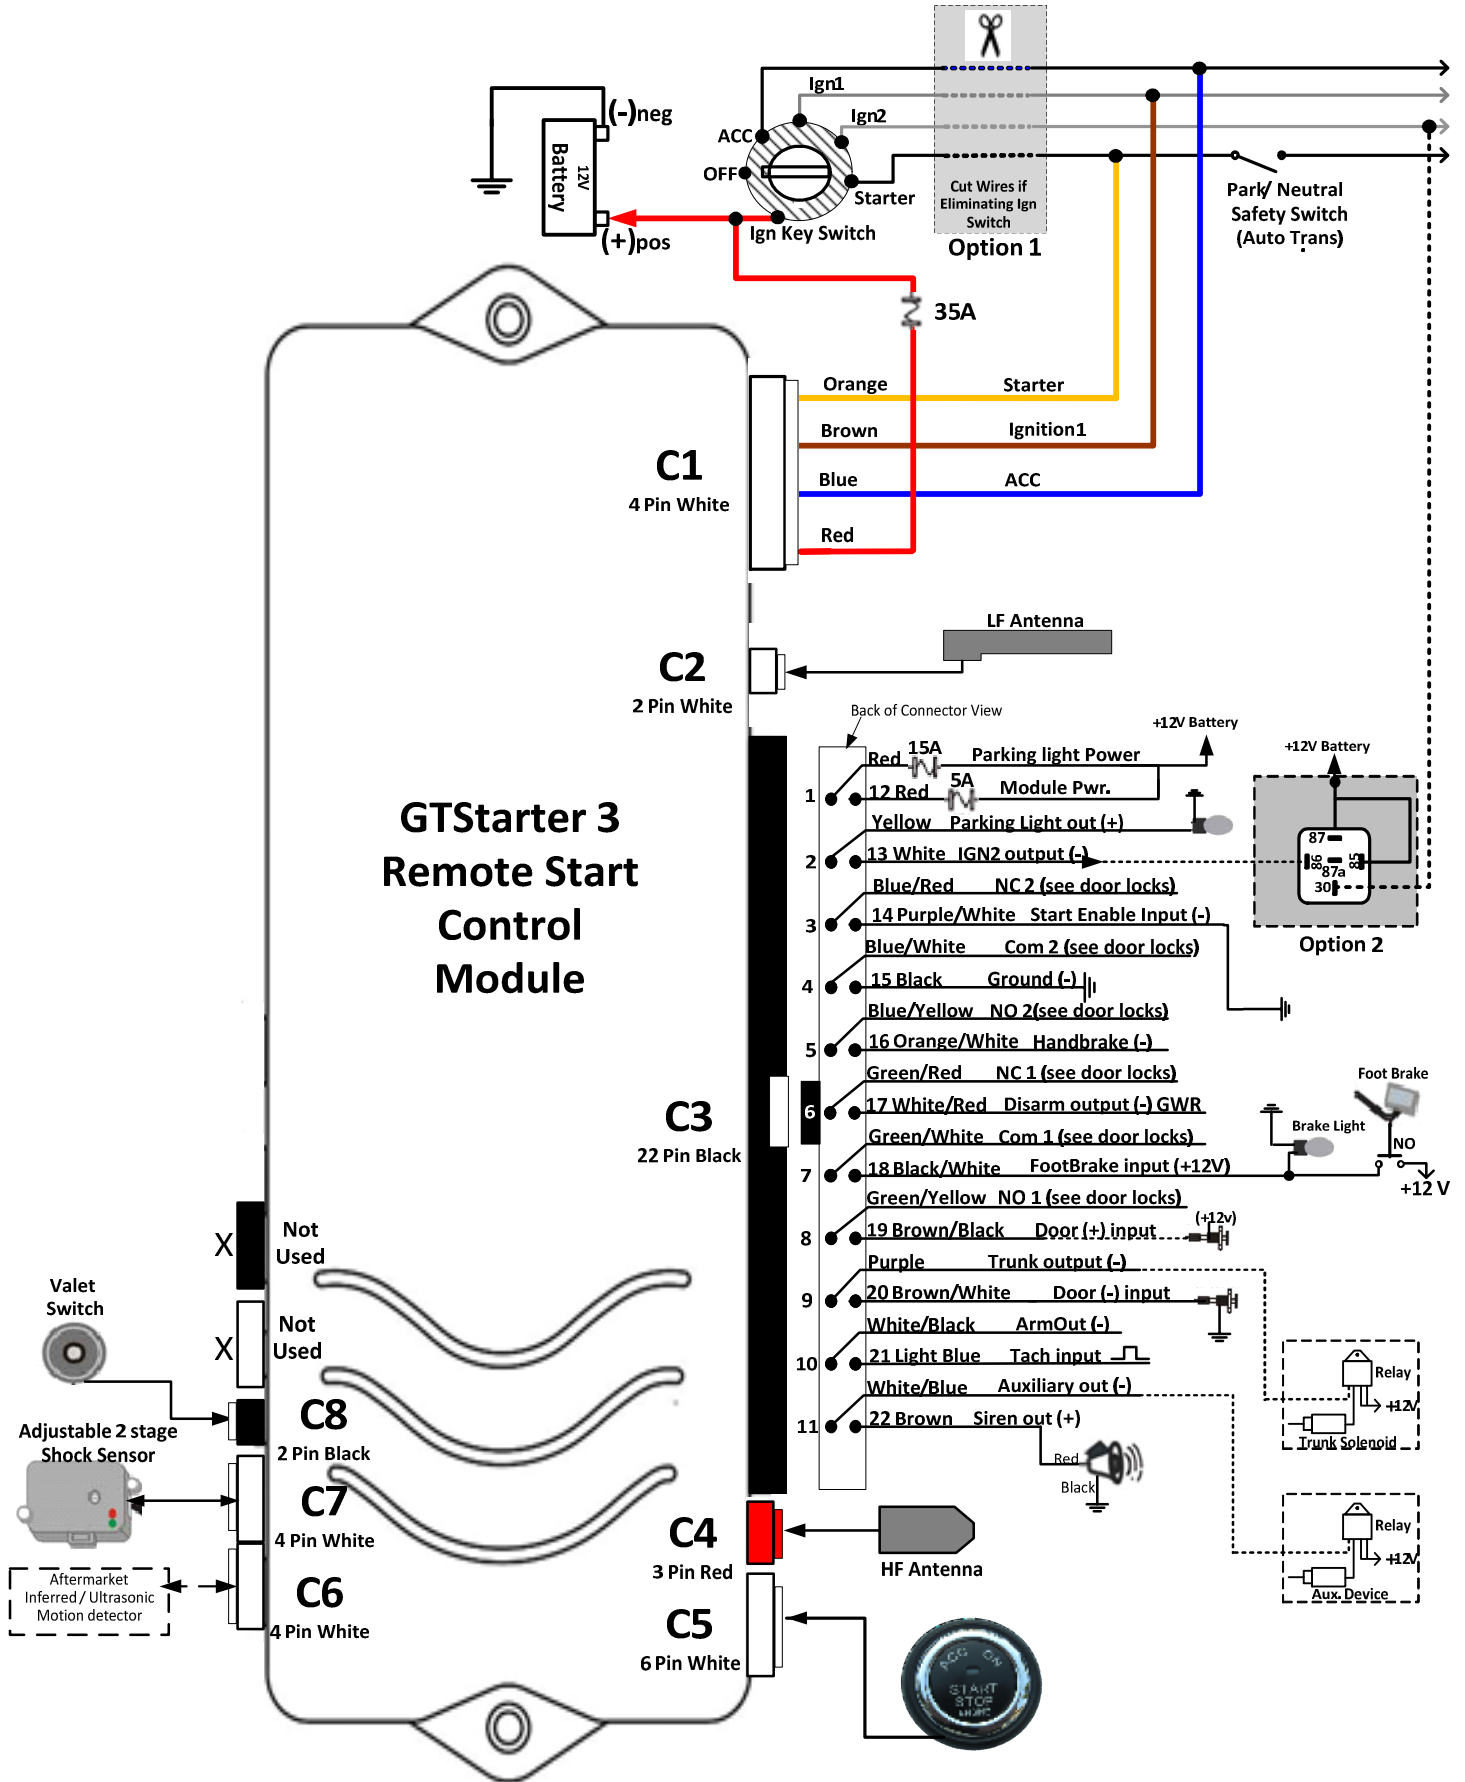 (-)neg
12V
Battery
(+)pos
Ign1
Ign2
ACC
OFF
Starter
Ign Key Switch
Cut Wires if
Eliminating Ign
Switch
Option 1
Park/ Neutral
Safety Switch
(Auto Trans)
35A
Orange Starter
Brown Ignition1
Blue ACC
Red
C1
4 Pin White
LF Antenna
C2
2 Pin White
Back of Connector View
+12V Battery
+12V Battery
GTStarter 3
Remote Start
Control
Module
Red 15A Parking light Power
1 12 Red 5A Module Pwr.
Yellow Parking Light out (+)
2 13 White IGN2 output (-)
Blue/Red NC 2 (see door locks)
3 14 Purple/White Start Enable Input (-)
Blue/White Com 2 (see door locks)
4 15 Black Ground (-)
Blue/Yellow NO 2(see door locks)
5 16 Orange/White Handbrake (-)
Green/Red NC 1 (see door locks)
6 17 White/Red Disarm output (-) GWR
Green/White Com 1 (see door locks)
7 18 Black/White FootBrake input (+12V)
Green/Yellow NO 1 (see door locks)
8 19 Brown/Black Door (+) input
(+12v)
Purple Trunk output (-)
9 20 Brown/White Door (-) input
White/Black ArmOut (-)
10 21 Light Blue Tach input
White/Blue Auxiliary out (-)
11 22 Brown Siren out (+)
87
86
87a
85
30
Option 2
Foot Brake
Brake Light
NO
+12 V
C3
22 Pin Black
Red
Black
Relay
+12V
Trunk Solenoid
Relay
+12V
Aux. Device
X Not
Used
X Not
Used
Valet
Switch
C8
2 Pin Black
Adjustable 2 stage
Shock Sensor
C7
4 Pin White
Aftermarket
Inferred / Ultrasonic
Motion detector
C6
4 Pin White
C4
3 Pin Red
HF Antenna
C5
6 Pin White
ACC ON
START
STOP
ENGINE